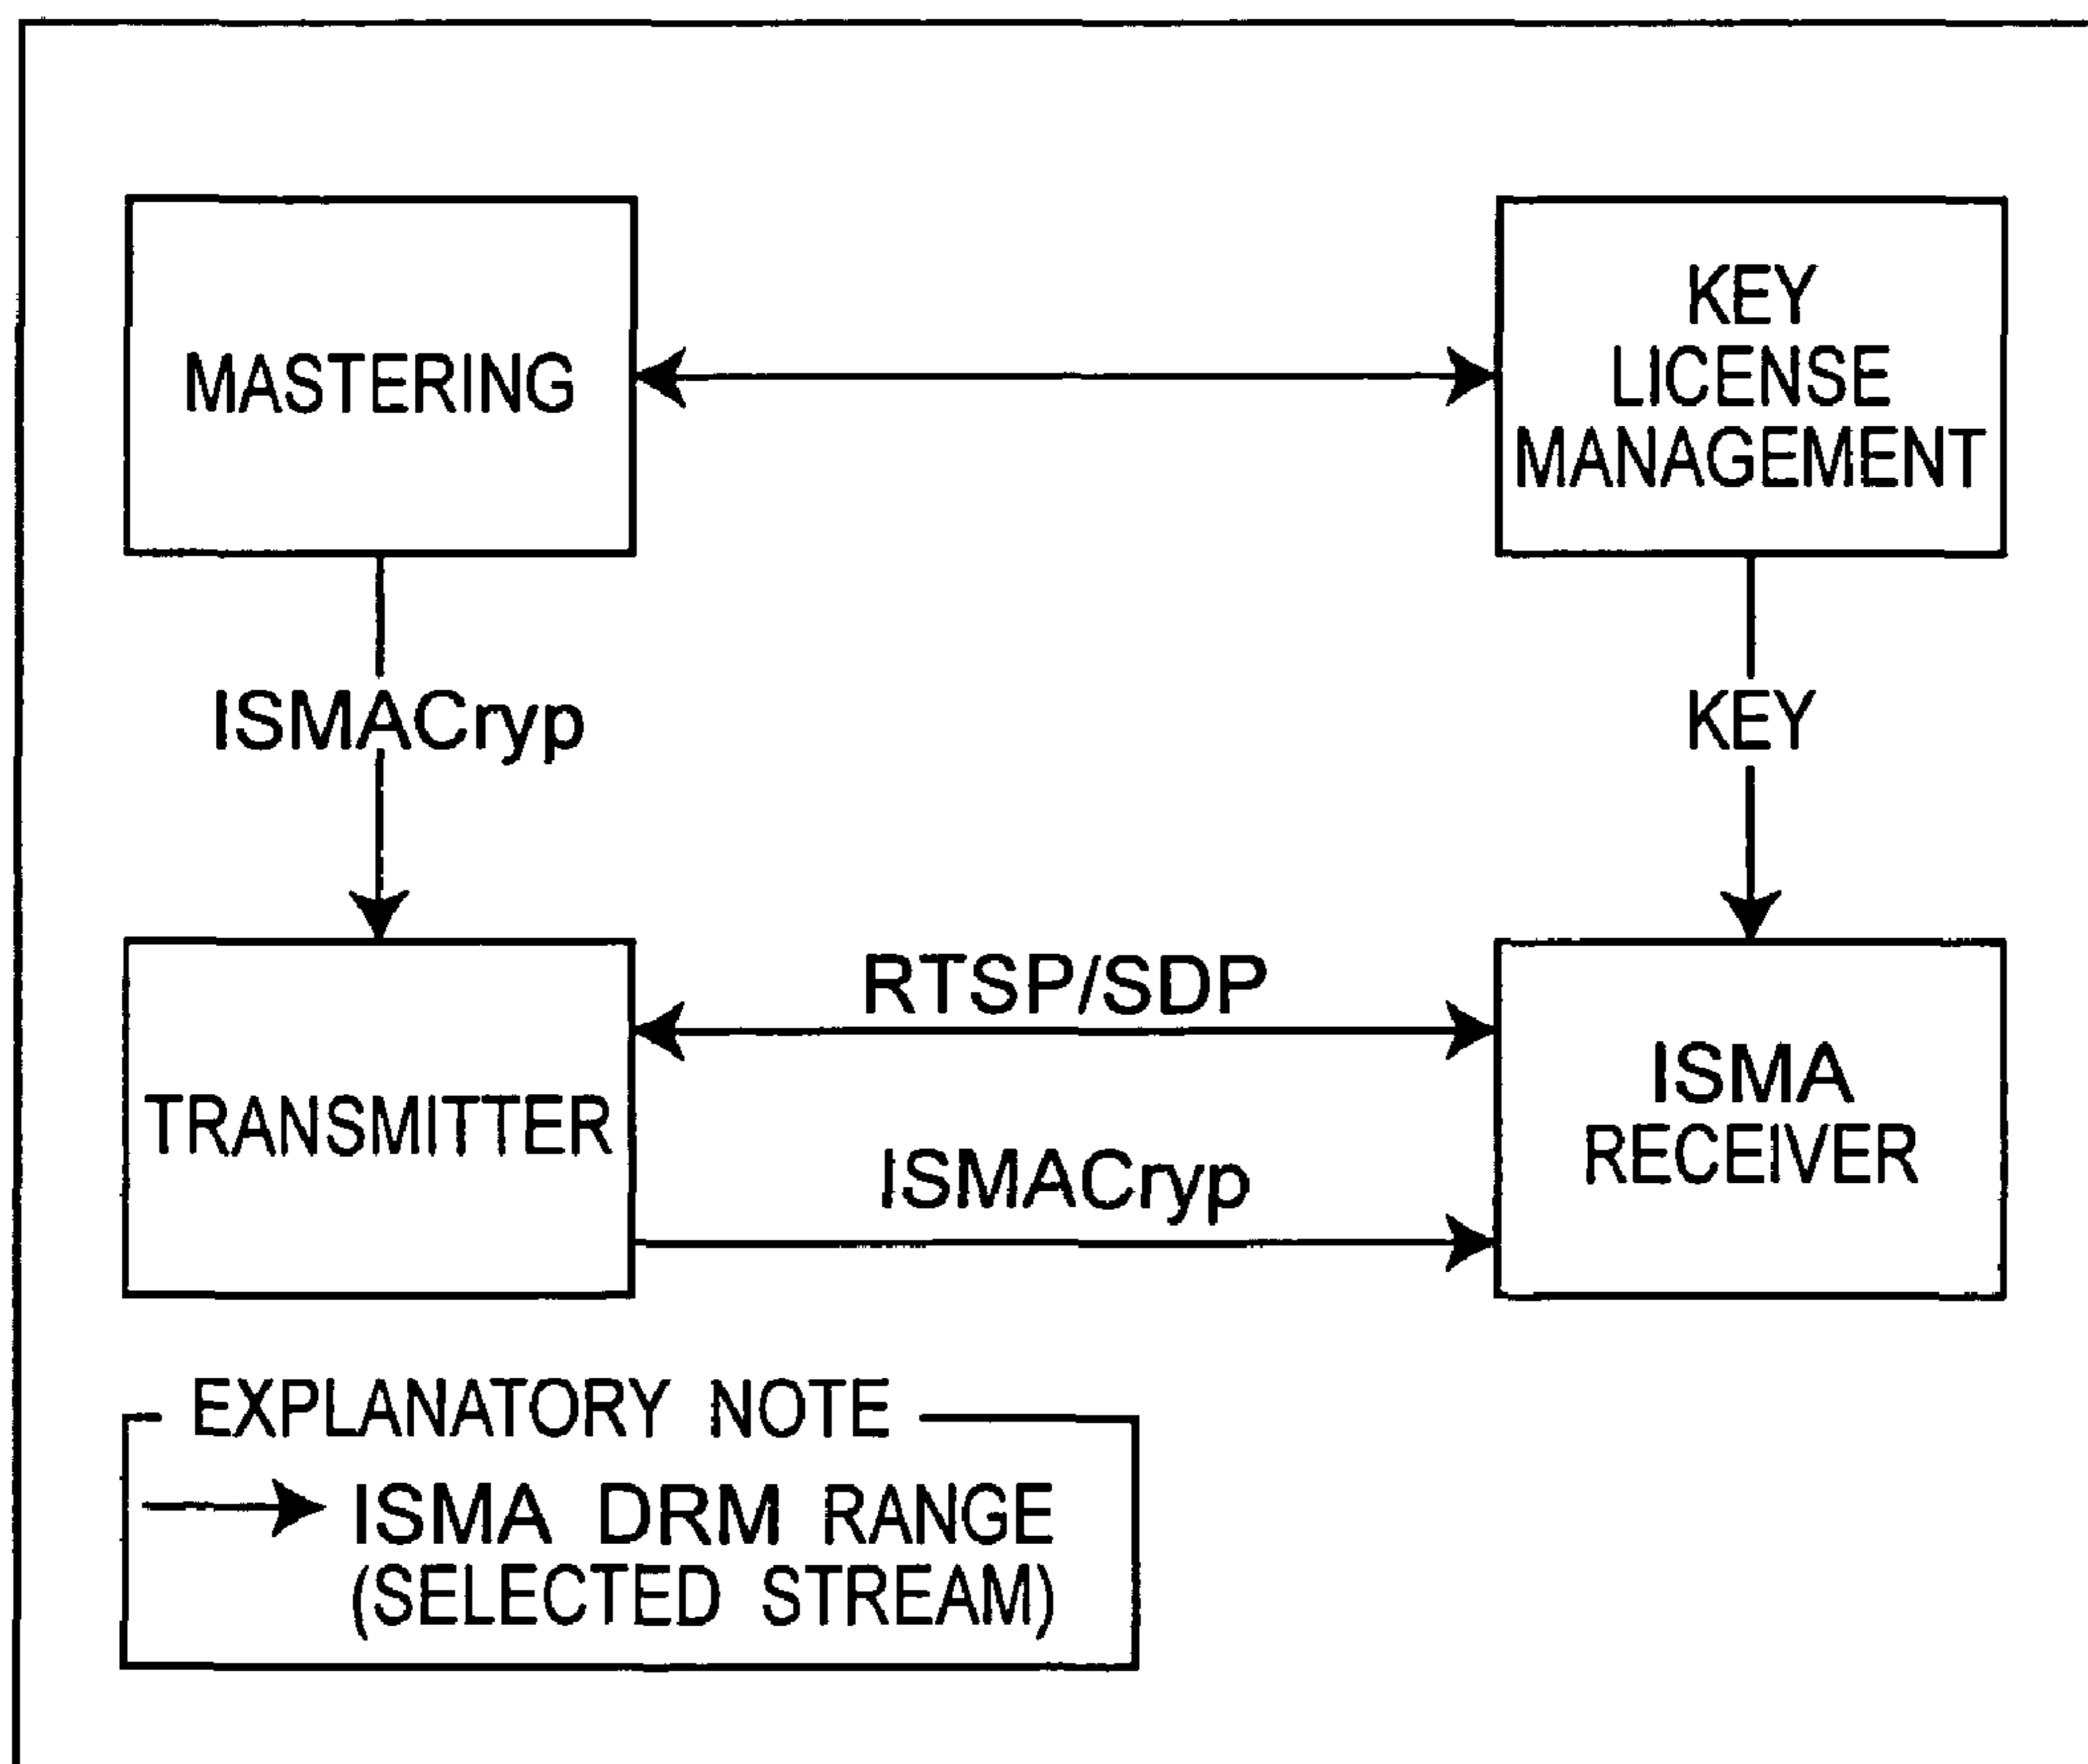 MASTERING
KEY
LICENSE
MANAGEMENT
ISMACryp
KEY
TRANSMITTER
RTSP/SDP
ISMACryp
ISMA
RECEIVER
EXPLANATORY NOTE
ISMA DRM RANGE
(SELECTED STREAM)